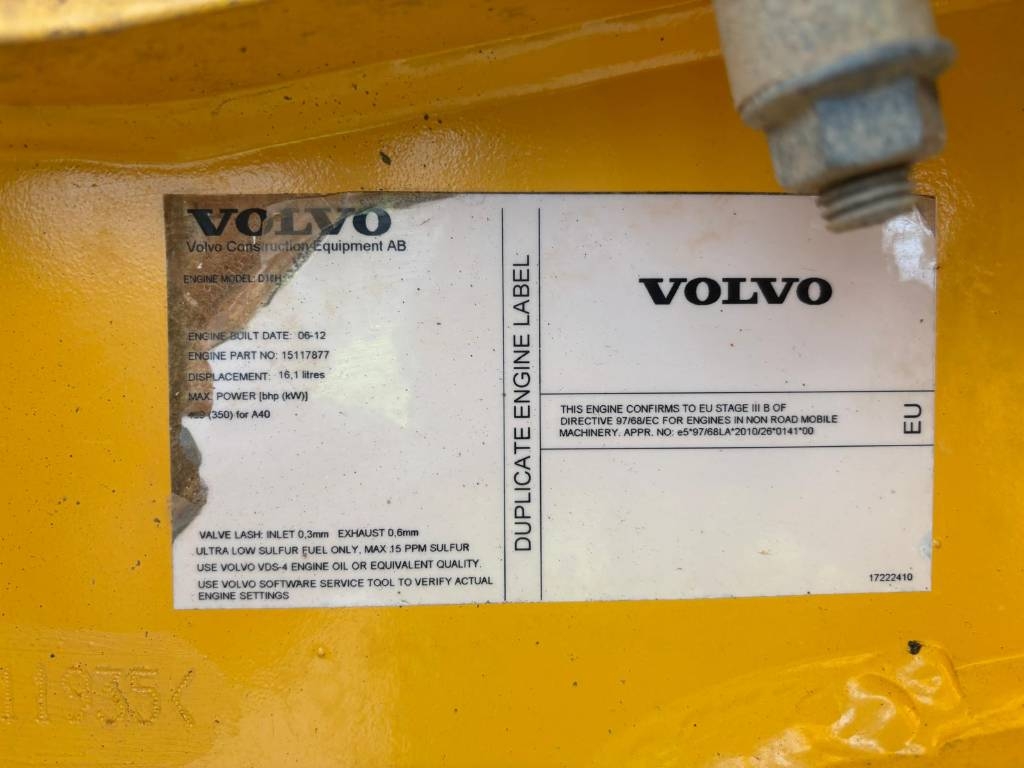 VOLVO
Volvo Construction Equipment AB
ENGINE MODEL: D16H
ENGINE BUILT DATE: 06-12
ENGINE PART NO: 15117877
DISPLACEMENT: 16,1 litres
MAX. POWER [bhp (kW)]
(350) for A40
VALVE LASH: INLET 0,3mm EXHAUST 0,6mm
ULTRA LOW SULFUR FUEL ONLY, MAX 15 PPM SULFUR
USE VOLVO VDS-4 ENGINE OIL OR EQUIVALENT QUALITY.
USE VOLVO SOFTWARE SERVICE TOOL TO VERIFY ACTUAL
ENGINE SETTINGS
DUPLICATE ENGINE LABEL
VOLVO
THIS ENGINE CONFIRMS TO EU STAGE III B OF
DIRECTIVE 97/68/EC FOR ENGINES IN NON ROAD MOBILE
MACHINERY. APPR. NO: e5*97/68LA*2010/26*0141*00
EU
17222410